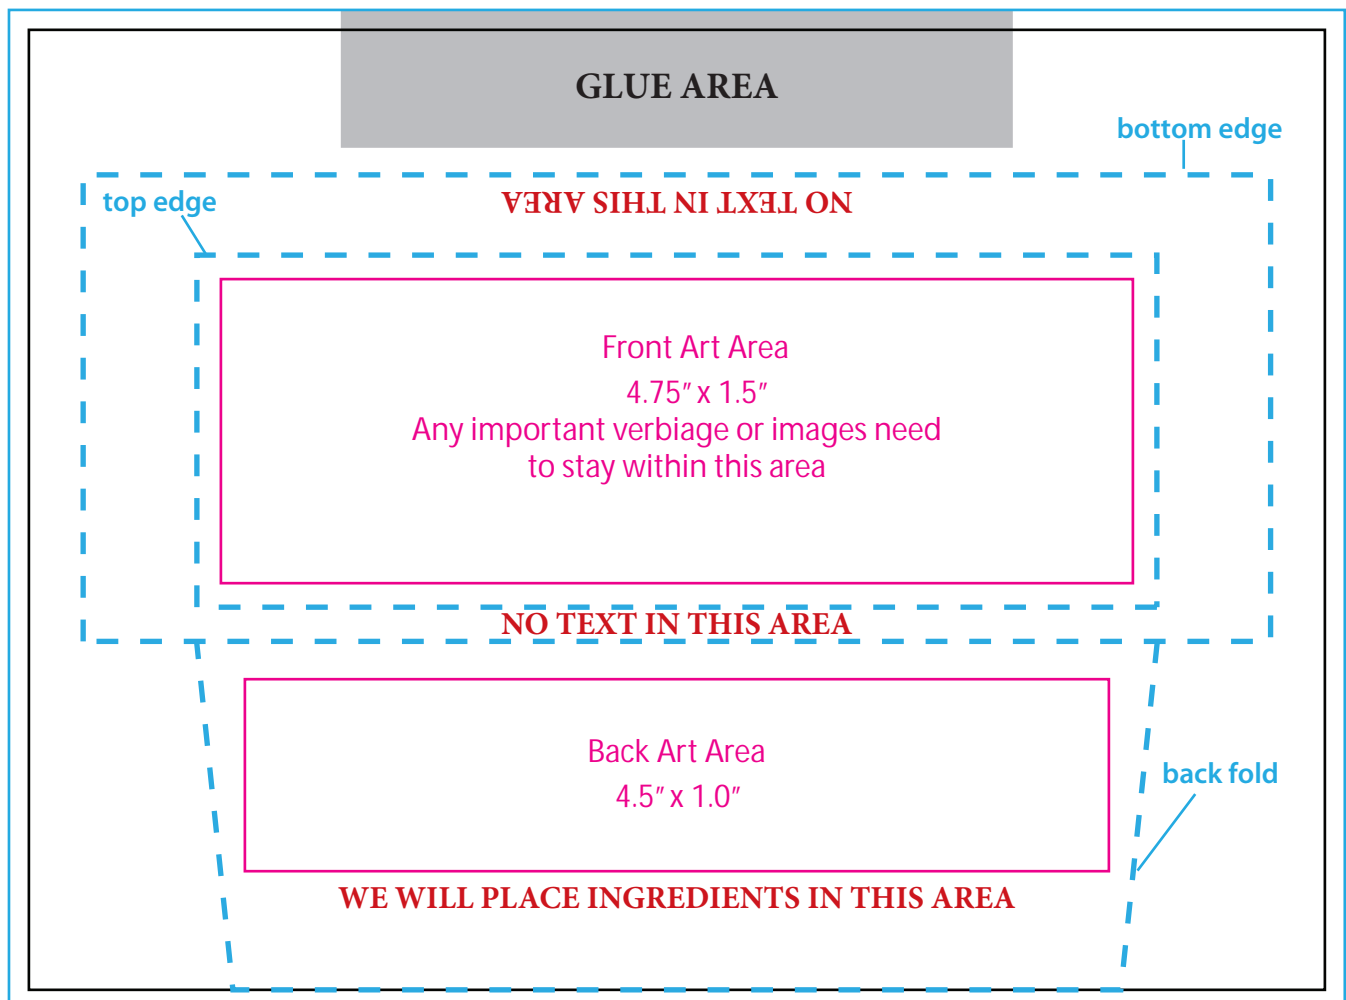 GLUE AREA
bottom edge
top edge
NO TEXT IN THIS AREA
Front Art Area
4.75" x 1.5"
Any important verbiage or images need
to stay within this area
NO TEXT IN THIS AREA
Back Art Area
4.5" x 1.0"
back fold
WE WILL PLACE INGREDIENTS IN THIS AREA